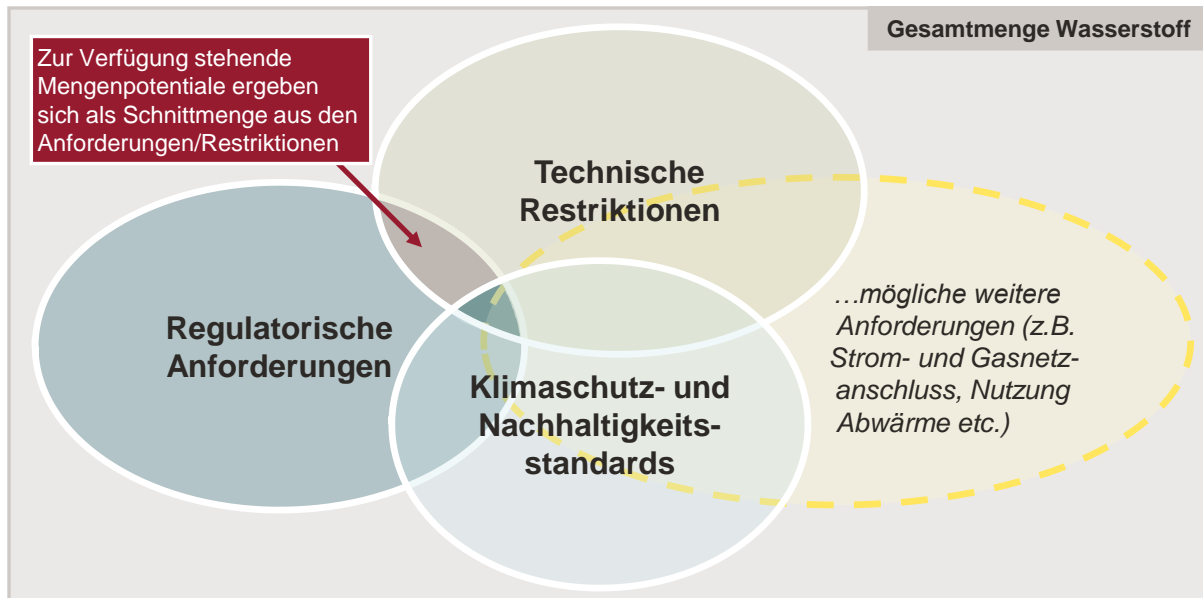 Gesamtmenge Wasserstoff
Zur Verfügung stehende
Mengenpotentiale ergeben
sich als Schnittmenge aus den
Anforderungen/Restriktionen
Technische
Restriktionen
Regulatorische
Anforderungen
Klimaschutz- und
Nachhaltigkeits-
standards
…mögliche weitere
Anforderungen (z.B.
Strom- und Gasnetz-
anschluss, Nutzung
Abwärme etc.)